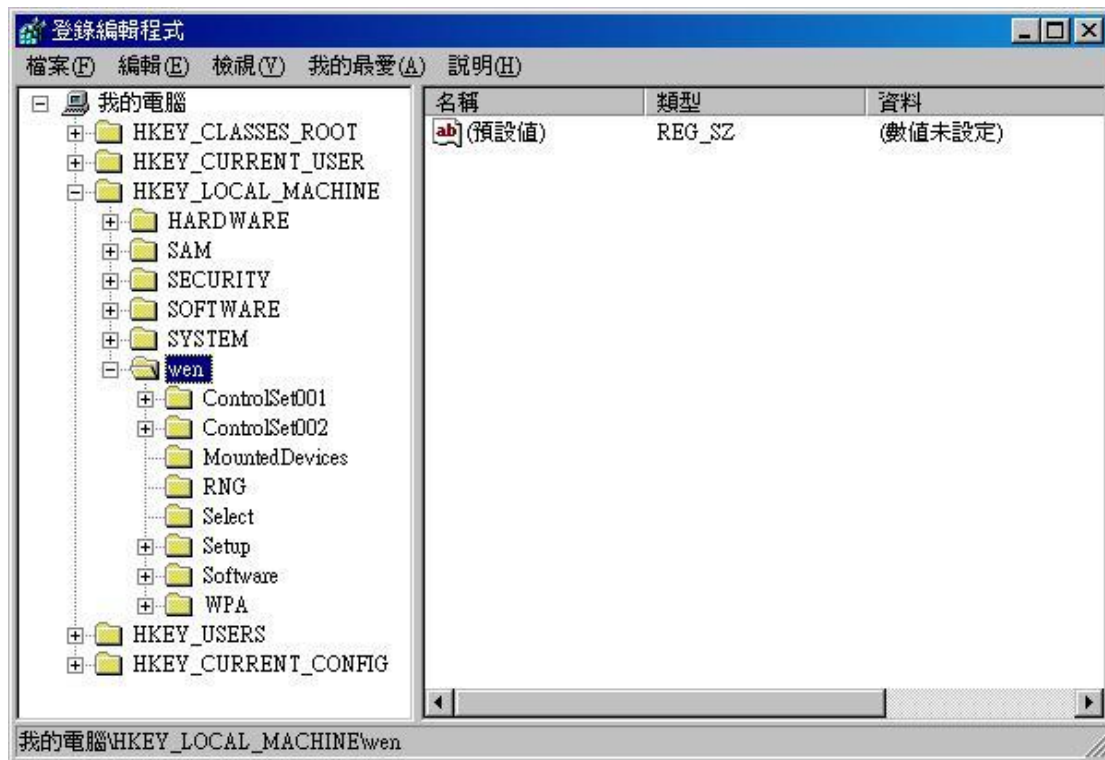 登錄編輯程式
檔案(F) 編輯(E) 檢視(V) 我的最愛(A) 說明(H)
我的電腦
HKEY_CLASSES_ROOT
HKEY_CURRENT_USER
HKEY_LOCAL_MACHINE
HARDWARE
SAM
SECURITY
SOFTWARE
SYSTEM
wen
ControlSet001
ControlSet002
MountedDevices
RNG
Select
Setup
Software
WPA
HKEY_USERS
HKEY_CURRENT_CONFIG
名稱 類型 資料
ab (預設值) REG_SZ (數值未設定)
我的電腦\HKEY_LOCAL_MACHINE\wen